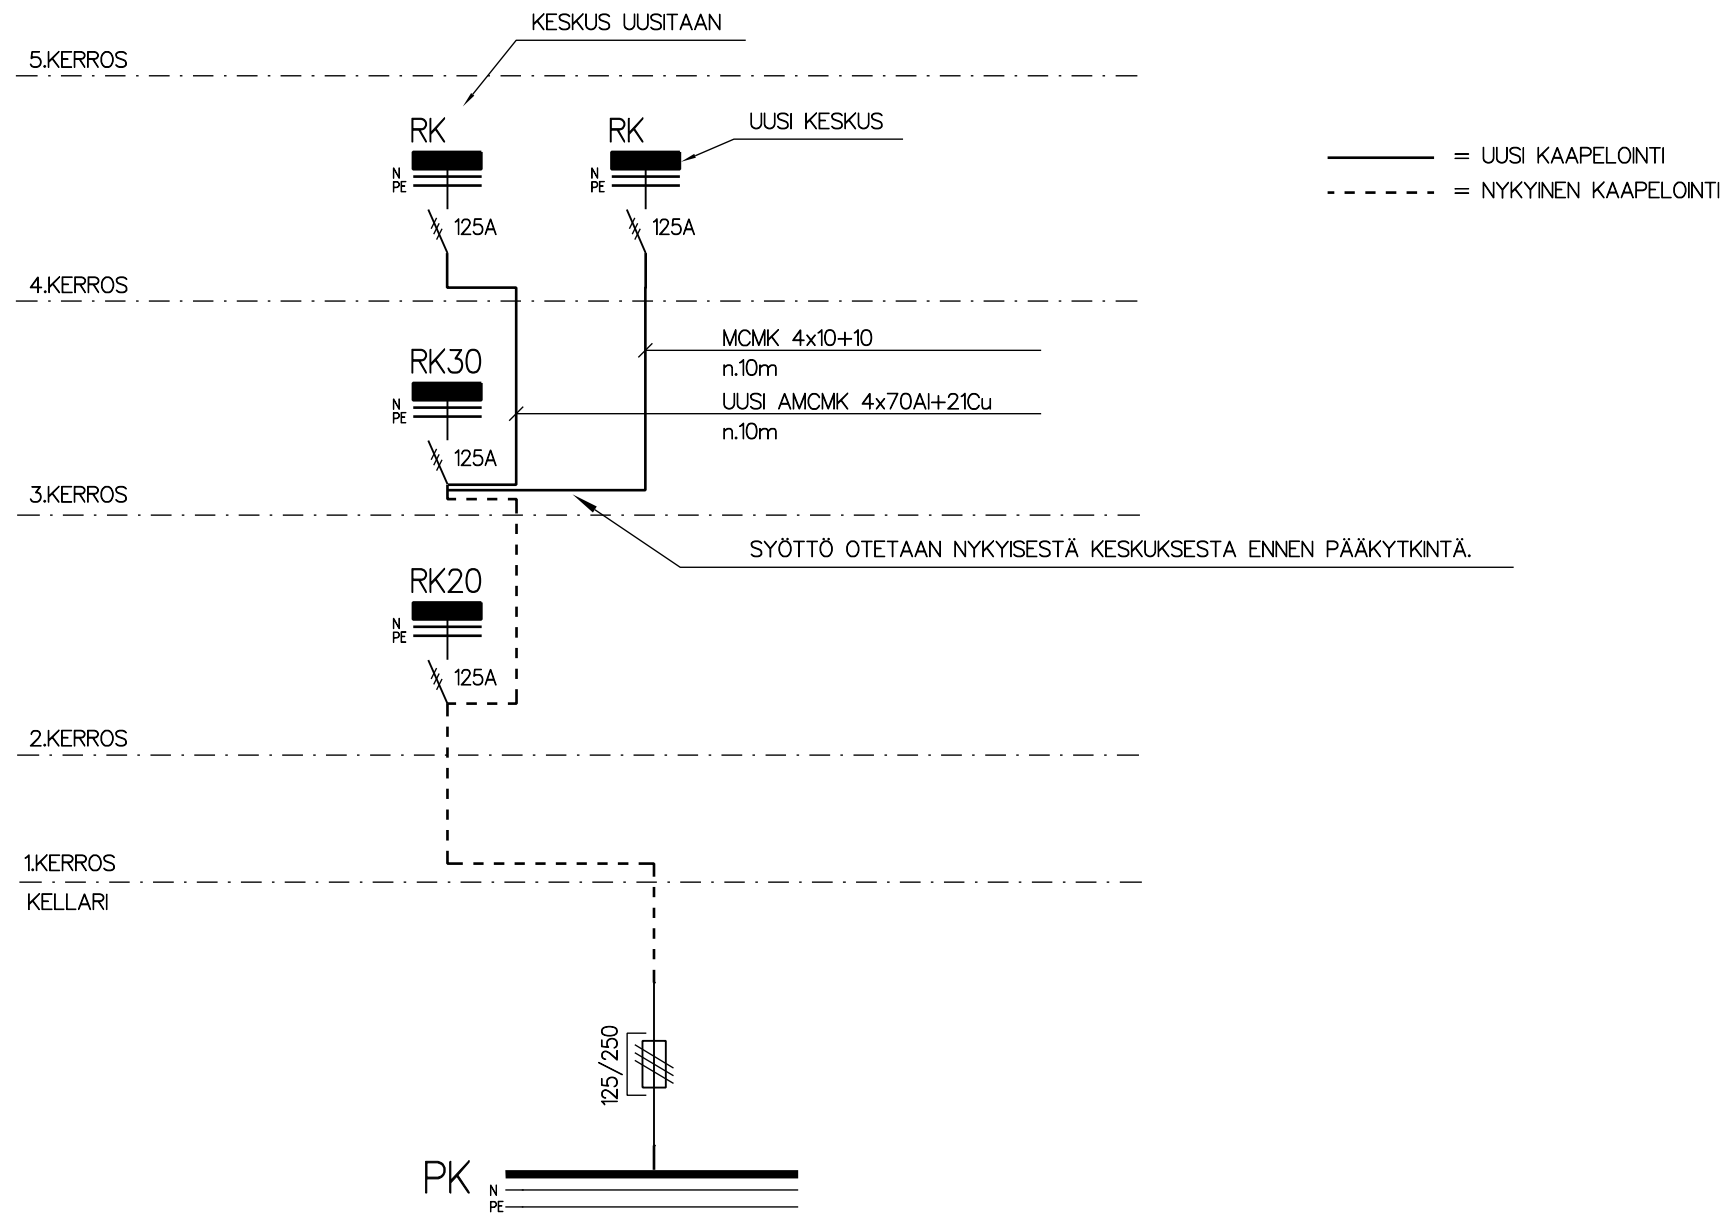 KESKUS UUSITAAN
5.KERROS
RK
RK
UUSI KESKUS
= UUSI KAAPELOINTI
= NYKYINEN KAAPELOINTI
N
PE
N
PE
125A
125A
4.KERROS
MCMK 4x10+10
n.10m
RK30
UUSI AMCMK 4x70Al+21Cu
n.10m
N
PE
125A
3.KERROS
SYÖTTÖ OTETAAN NYKYISESTÄ KESKUKSESTA ENNEN PÄÄKYTKINTÄ.
RK20
N
PE
125A
2.KERROS
1.KERROS
KELLARI
125/250
PK
N
PE